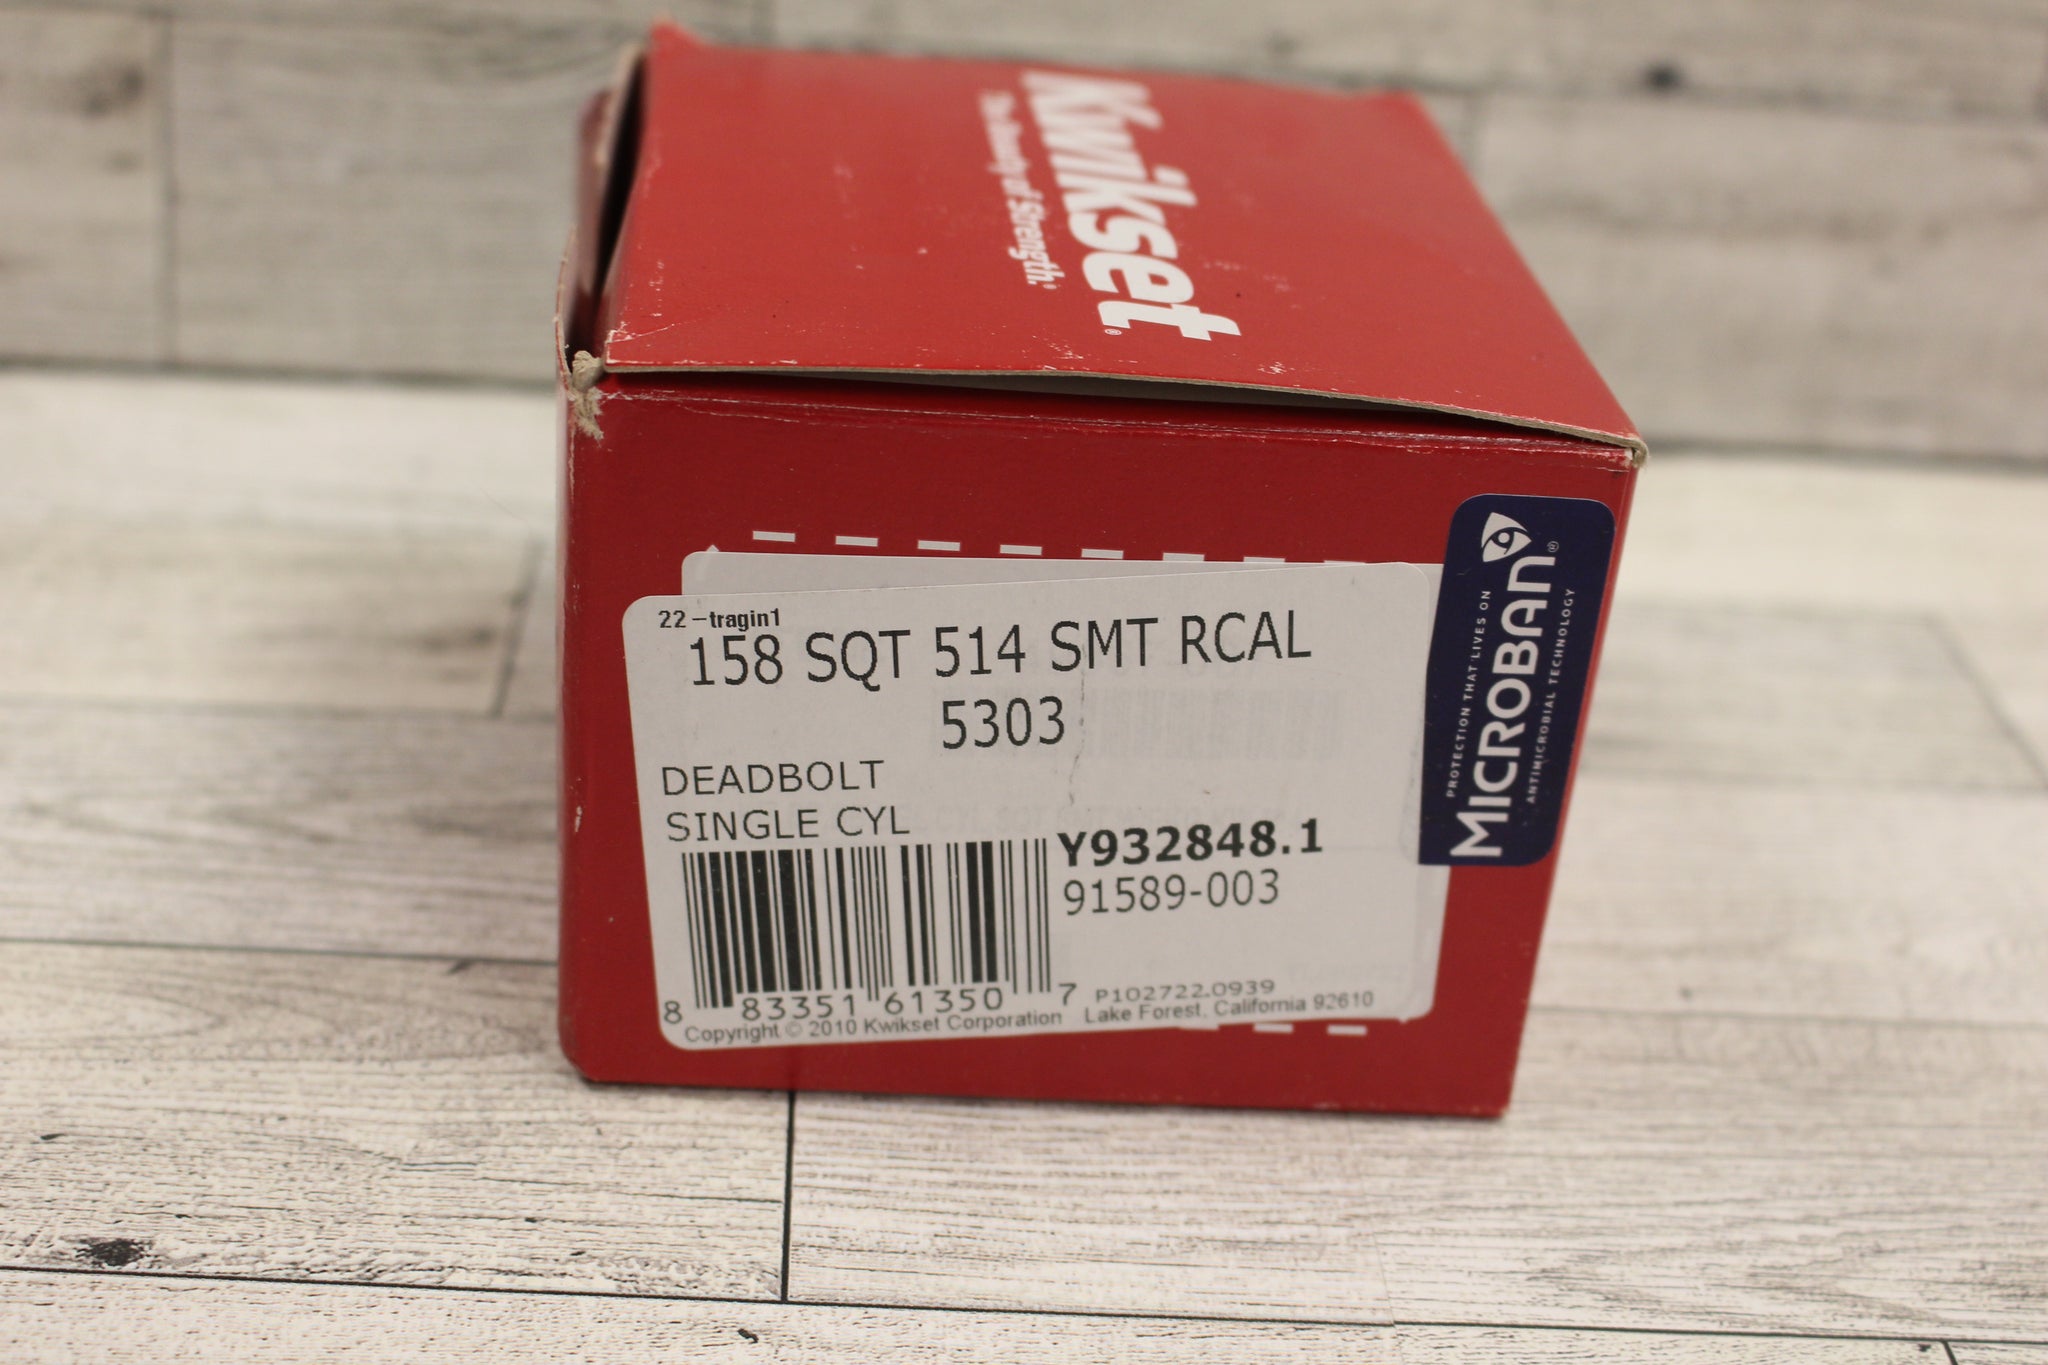 Kwikset®
The Beauty of Strength.®
22-tragin1
158 SQT 514 SMT RCAL
5303
DEADBOLT
SINGLE CYL
Y932848.1
91589-003
8 83351 61350 7
P102722.0939
Copyright © 2010 Kwikset Corporation Lake Forest, California 92610
PROTECTION THAT LIVES ON
MICROBAN®
ANTIMICROBIAL TECHNOLOGY